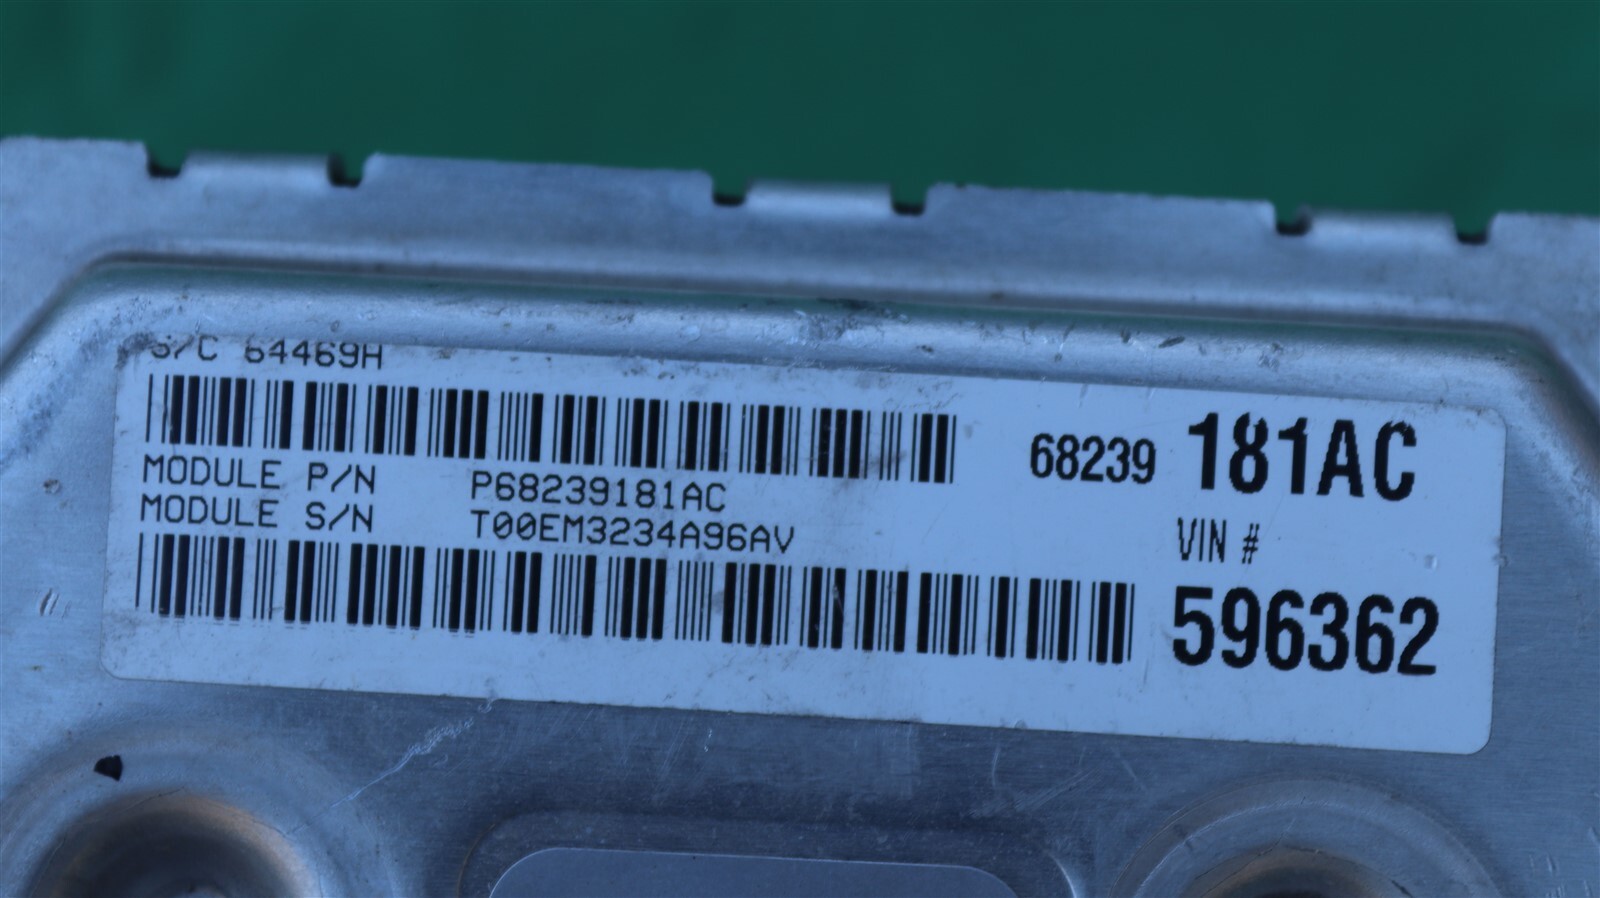 S/C 64469H
MODULE P/N P68239181AC
MODULE S/N T00EM3234A96AV
68239 181AC
VIN #
596362